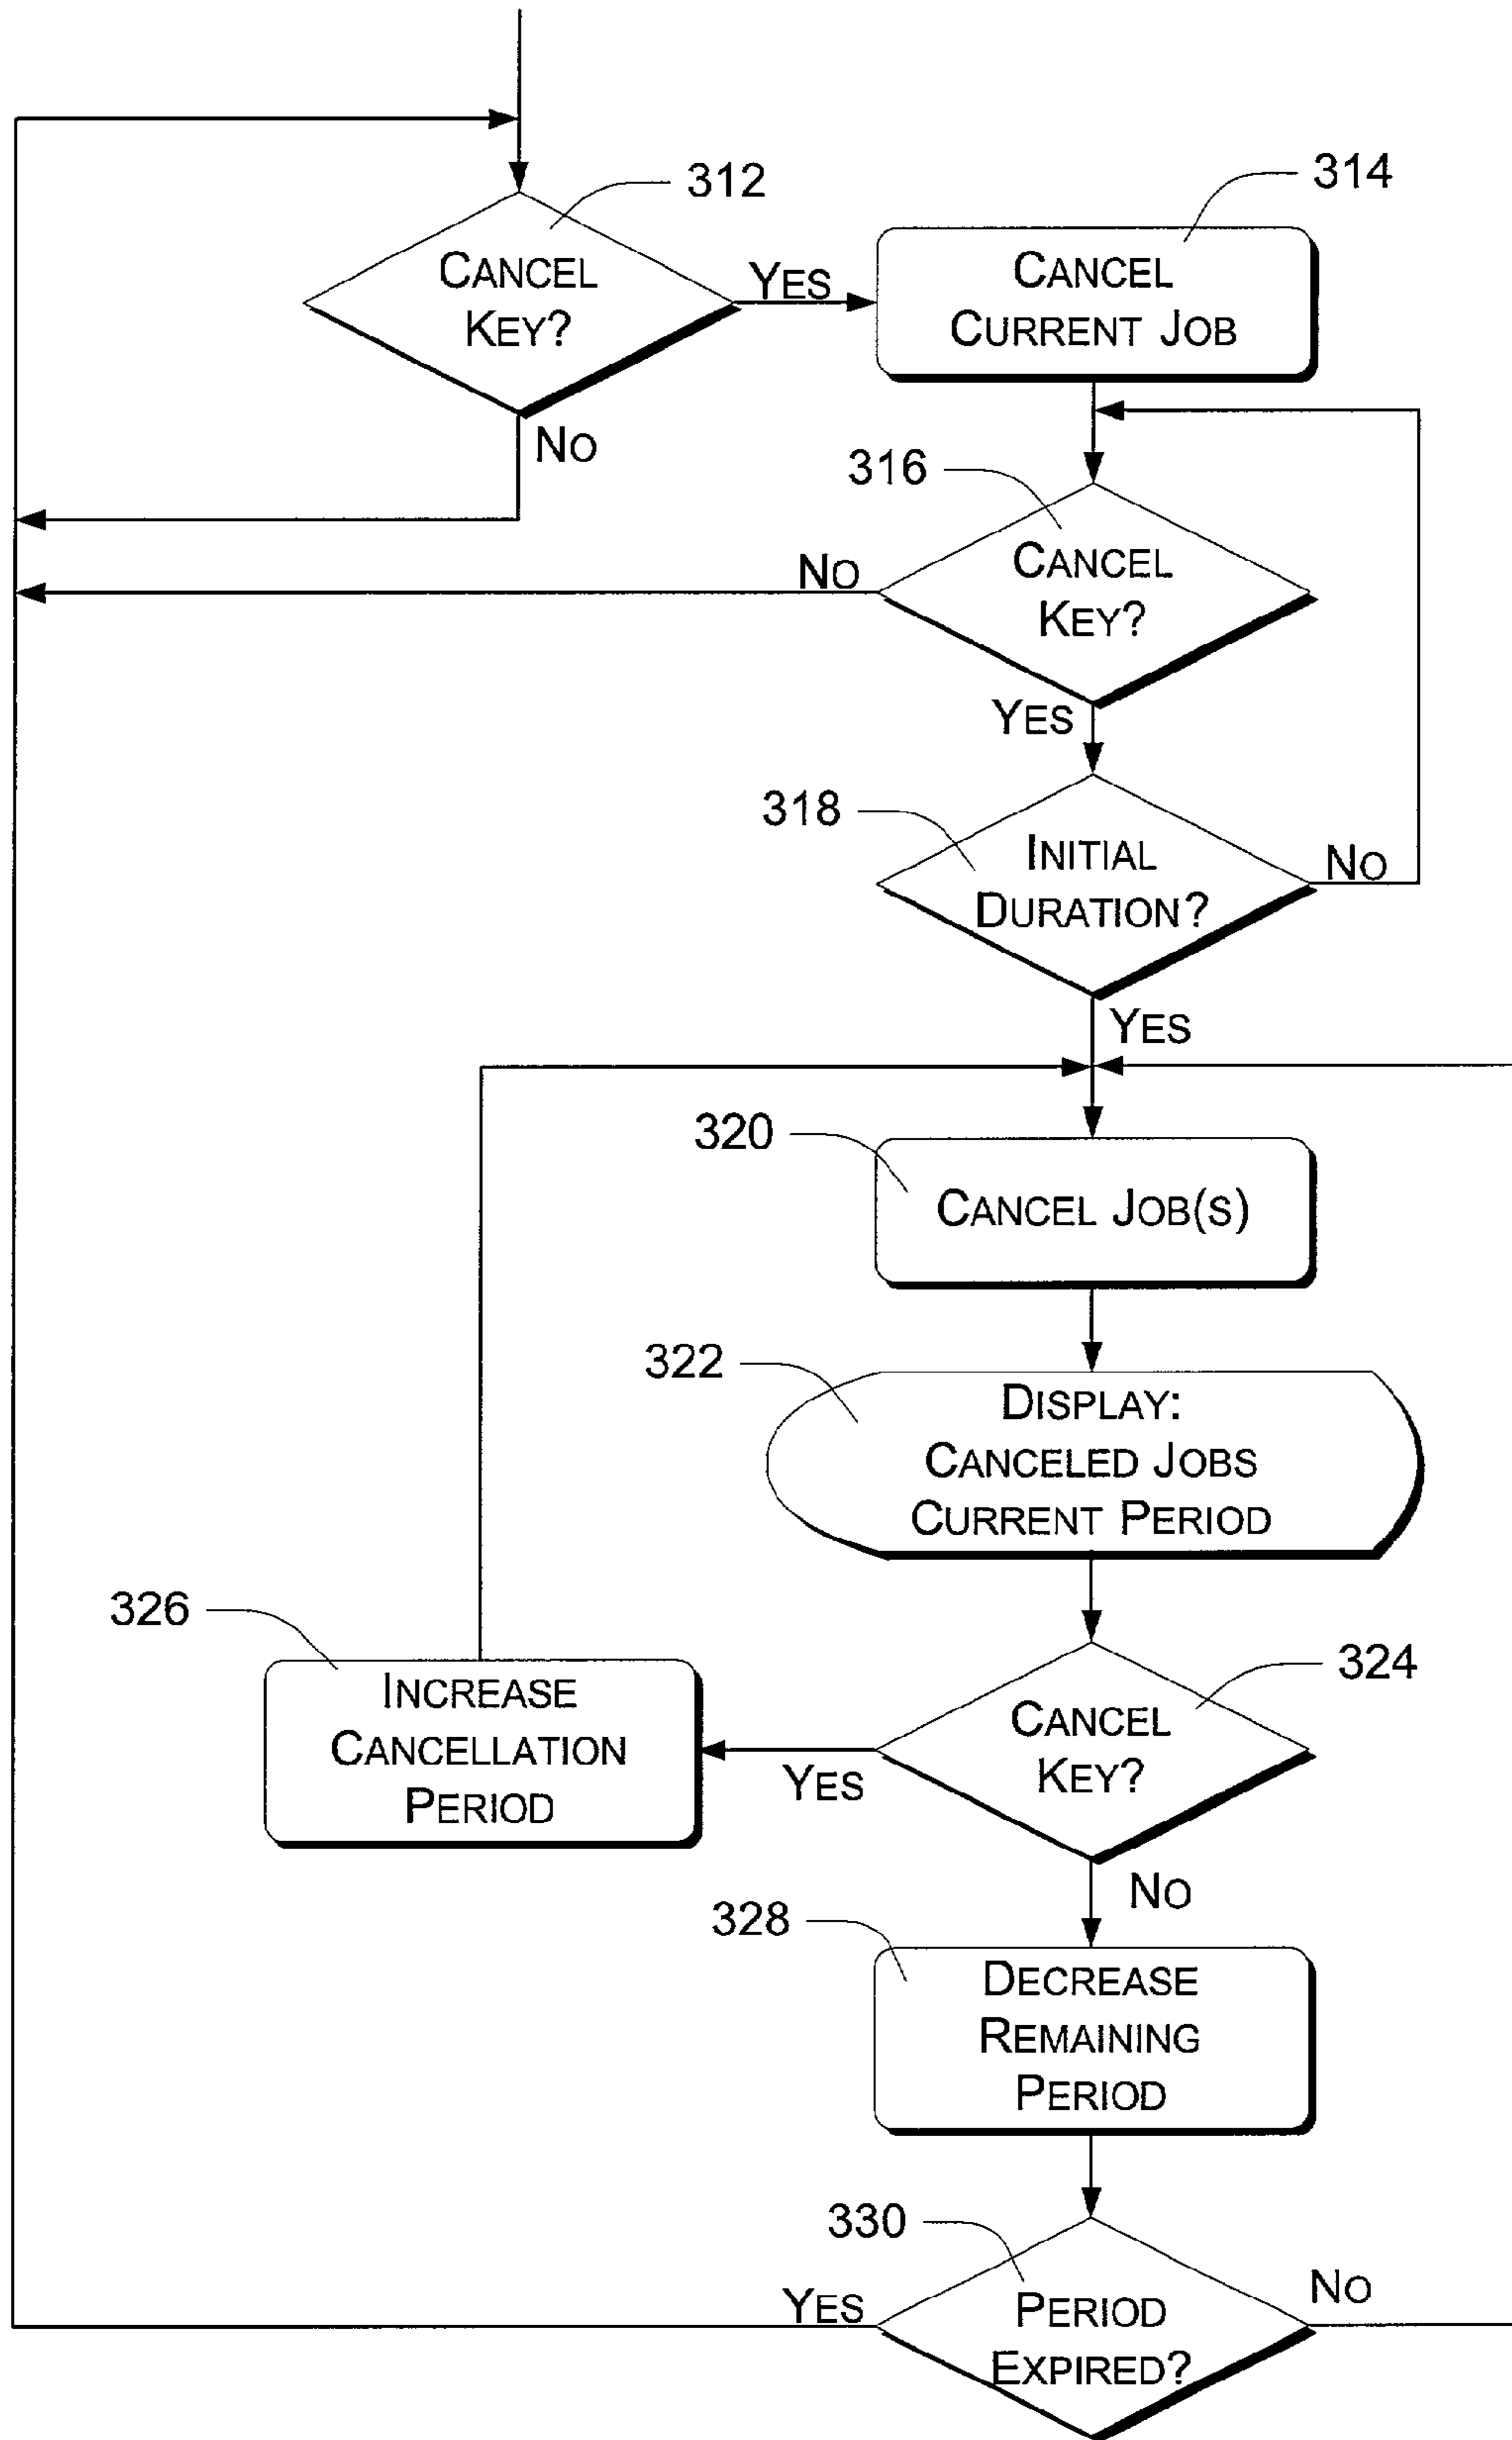 312
CANCEL
KEY?
YES
NO
314
CANCEL
CURRENT JOB
316
CANCEL
KEY?
NO
YES
318
INITIAL
DURATION?
NO
YES
320
CANCEL JOB(S)
322
DISPLAY:
CANCELED JOBS
CURRENT PERIOD
324
CANCEL
KEY?
YES
NO
326
INCREASE
CANCELLATION
PERIOD
328
DECREASE
REMAINING
PERIOD
330
PERIOD
EXPIRED?
YES
NO